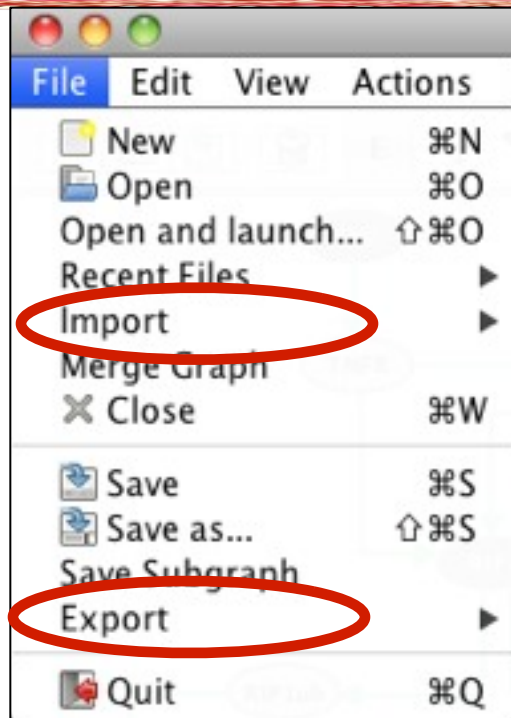 File Edit View Actions
New ⌘N
Open ⌘O
Open and launch... ⇧⌘O
Recent Files ▶
Import ▶
Merge Graph
Close ⌘W
Save ⌘S
Save as... ⇧⌘S
Save Subgraph
Export ▶
Quit ⌘Q